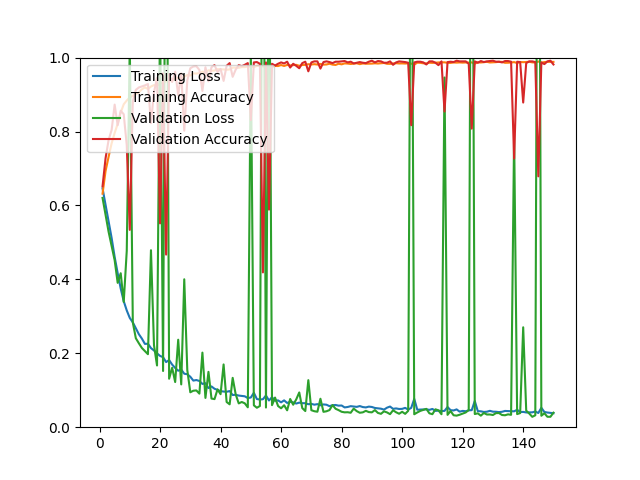 1.0
0.8
0.6
0.4
0.2
0.0
Training Loss
Training Accuracy
Validation Loss
Validation Accuracy
0 20 40 60 80 100 120 140